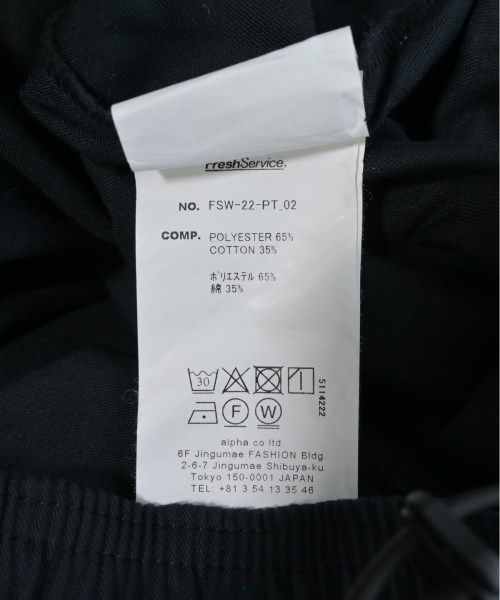 FreshService®
NO. FSW-22-PT_02
COMP. POLYESTER 65%
COTTON 35%
ポリエステル 65%
綿 35%
30
F W
5114222
alpha co ltd.
6F Jingumae FASHION Bldg.
2-6-7 Jingumae Shibuya-ku
Tokyo 150-0001 JAPAN
TEL: +81 3 54 13 35 46